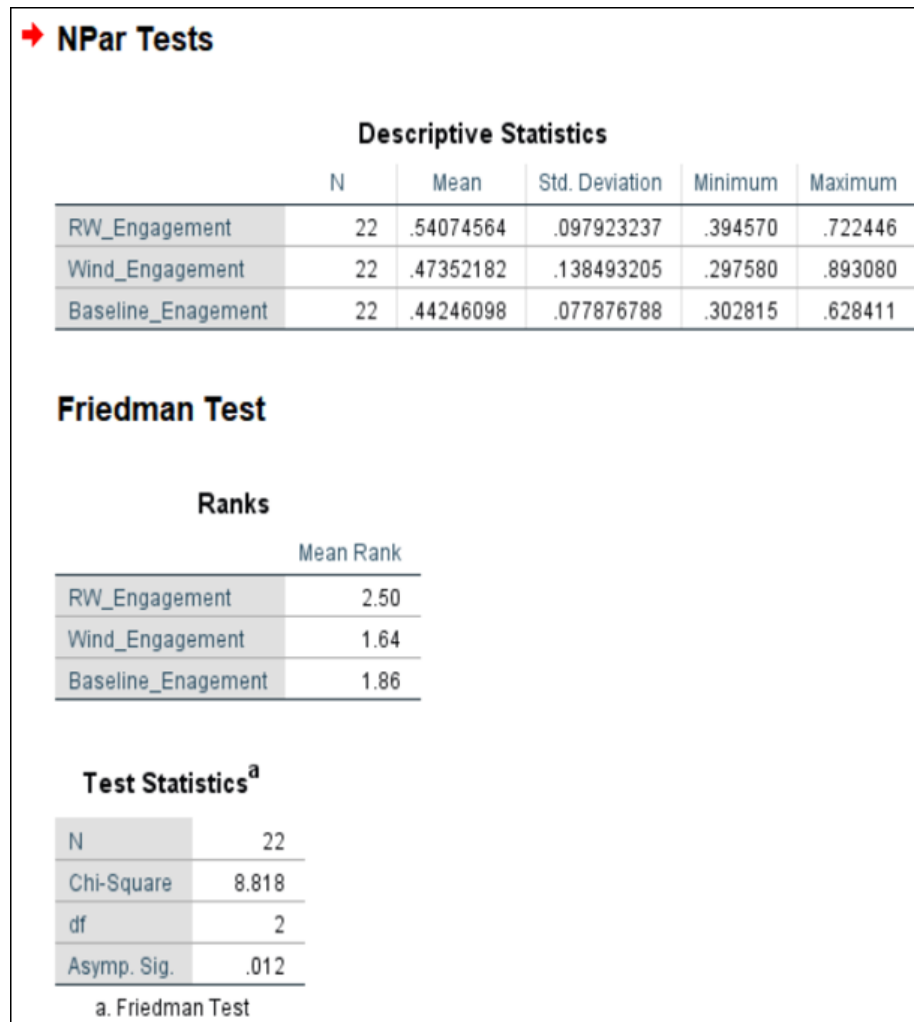 NPar Tests
Descriptive Statistics
N Mean Std. Deviation Minimum Maximum
RW_Engagement 22 .54074564 .097923237 .394570 .722446
Wind_Engagement 22 .47352182 .138493205 .297580 .893080
Baseline_Enagement 22 .44246098 .077876788 .302815 .628411
Friedman Test
Ranks
Mean Rank
RW_Engagement 2.50
Wind_Engagement 1.64
Baseline_Enagement 1.86
Test Statisticsa
N 22
Chi-Square 8.818
df 2
Asymp. Sig. .012
a. Friedman Test